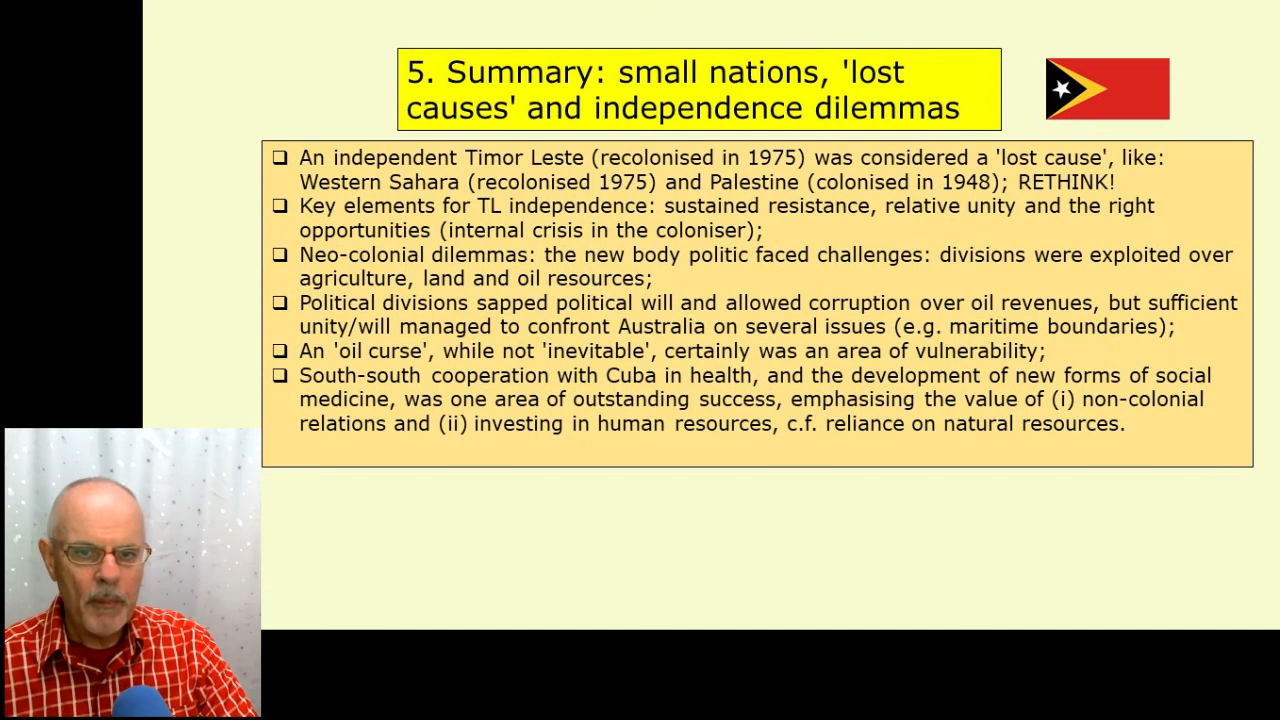 5. Summary: small nations, 'lost
causes' and independence dilemmas
❑ An independent Timor Leste (recolonised in 1975) was considered a 'lost cause', like:
Western Sahara (recolonised 1975) and Palestine (colonised in 1948); RETHINK!
❑ Key elements for TL independence: sustained resistance, relative unity and the right
opportunities (internal crisis in the coloniser);
❑ Neo-colonial dilemmas: the new body politic faced challenges: divisions were exploited over
agriculture, land and oil resources;
❑ Political divisions sapped political will and allowed corruption over oil revenues, but sufficient
unity/will managed to confront Australia on several issues (e.g. maritime boundaries);
❑ An 'oil curse', while not 'inevitable', certainly was an area of vulnerability;
❑ South-south cooperation with Cuba in health, and the development of new forms of social
medicine, was one area of outstanding success, emphasising the value of (i) non-colonial
relations and (ii) investing in human resources, c.f. reliance on natural resources.